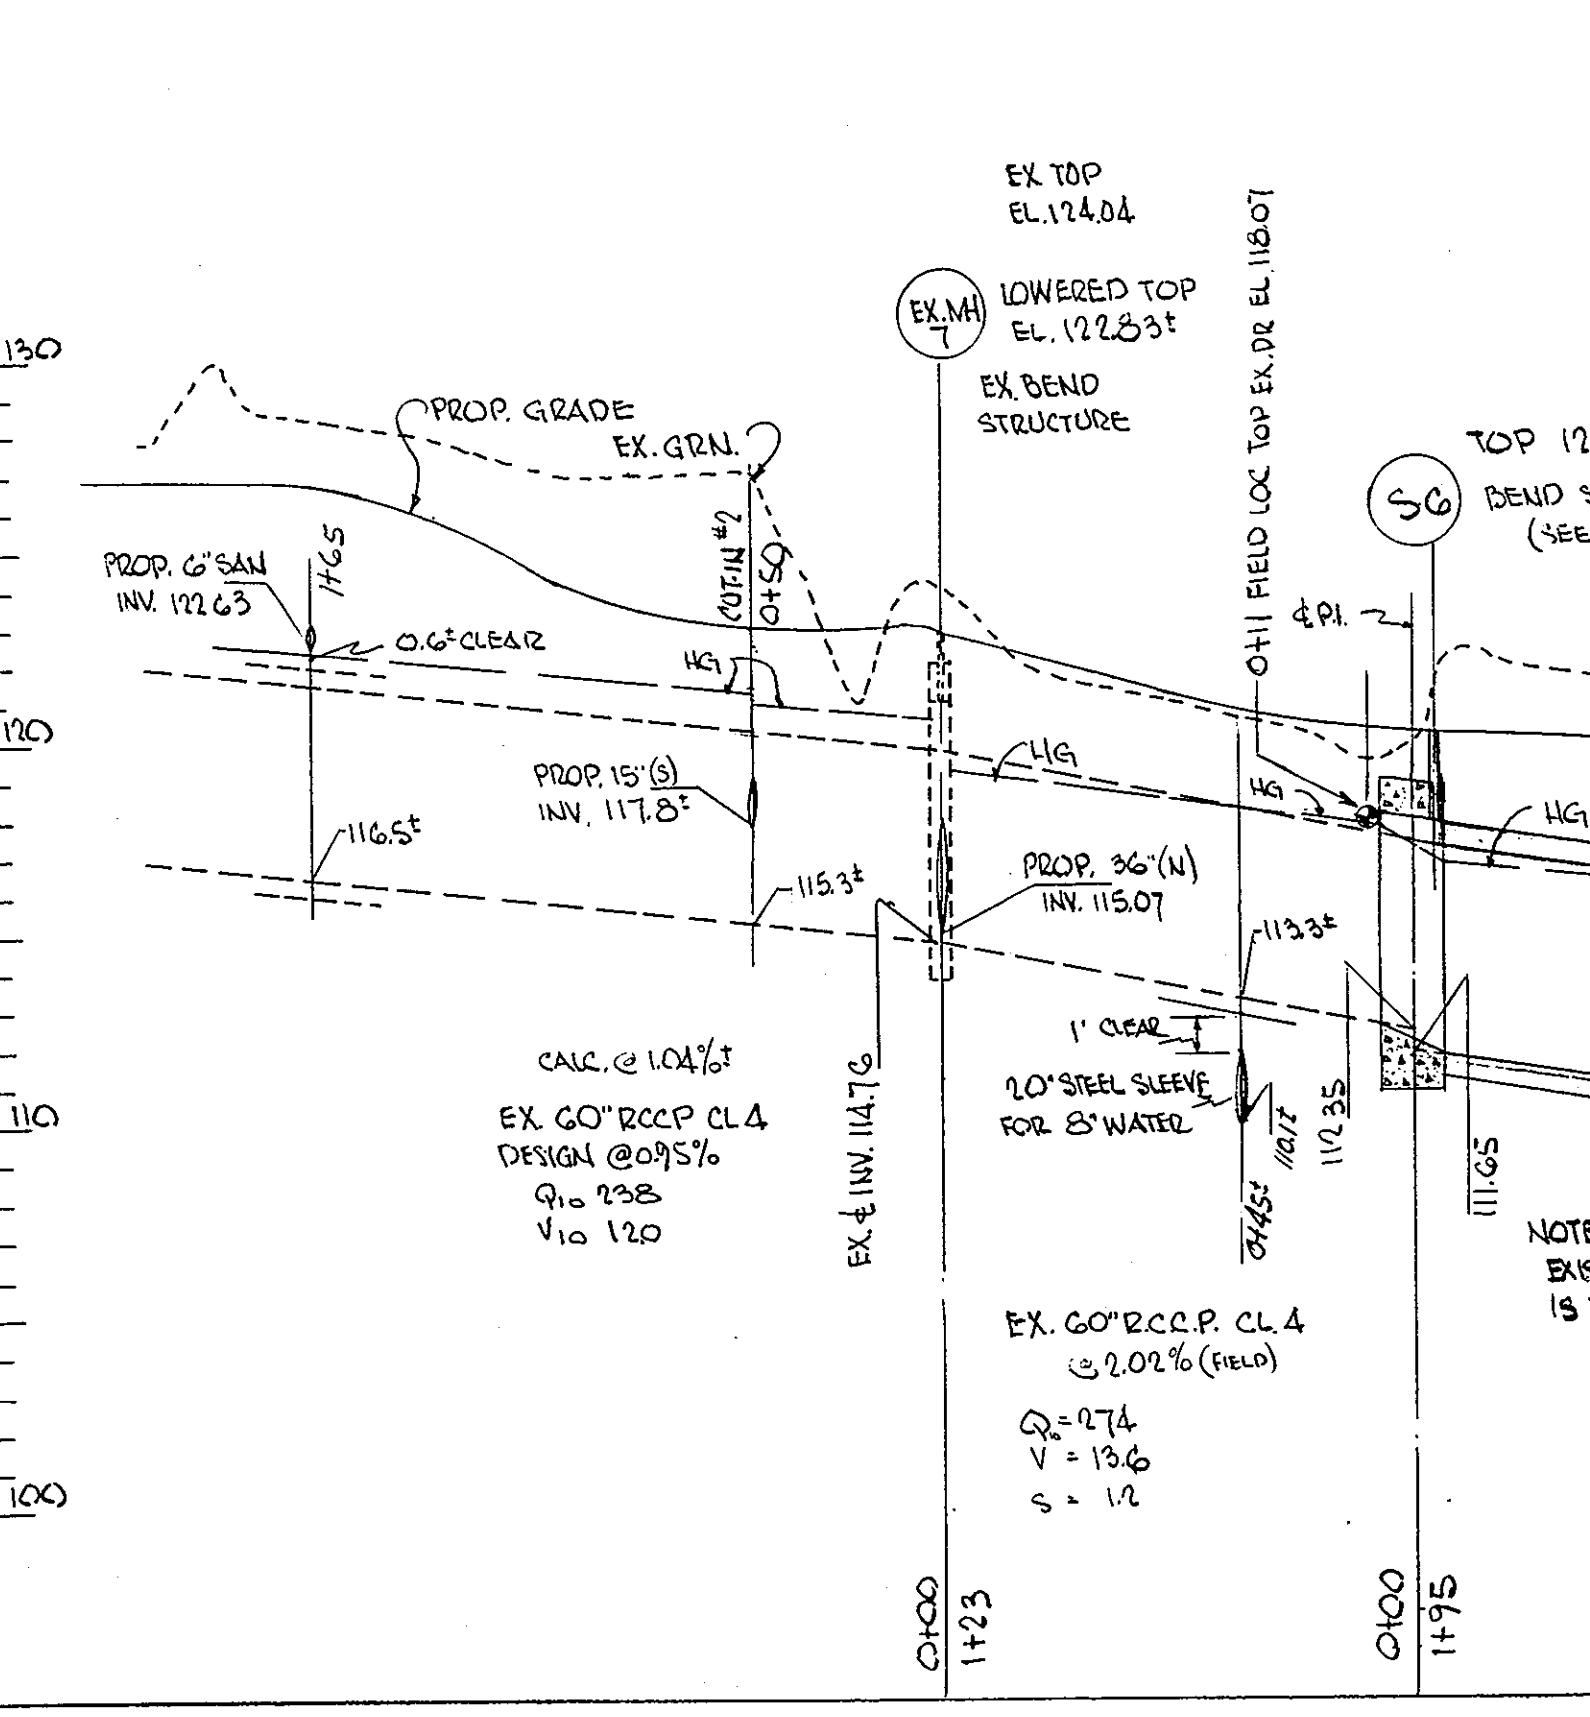 EX TOP
EL. 124.04
EX.MH
7
LOWERED TOP
EL. 122.83±
EX. BEND
STRUCTURE
0+11 FIELD LOC TOP EX. DR EL. 118.07
130
120
110
100
PROP. GRADE
EX. GRN.
TOP 12
S6
BEND S
(SEE
PROP. 6" SAN
INV. 122.63
1+65
CUT-IN #2
0+50
0.6± CLEAR
HG
℄ P.I.
HG
HG
HG
PROP. 15" (S)
INV. 117.8±
116.5±
115.3±
PROP. 36" (N)
INV. 115.07
113.3±
1' CLEAR
20" STEEL SLEEVE
FOR 8" WATER
110.1±
0+45±
112.35
111.65
EX. ℄ INV. 114.76
CALC. @ 1.04%±
EX. 60" RCCP CL 4
DESIGN @ 0.95%
Q10 238
V10 12.0
NOTE
EXIS
IS
EX. 60" R.C.C.P. CL. 4
@ 2.02% (FIELD)
Q10 = 274
V = 13.6
S = 1.2
0+00
1+23
0+00
1+95